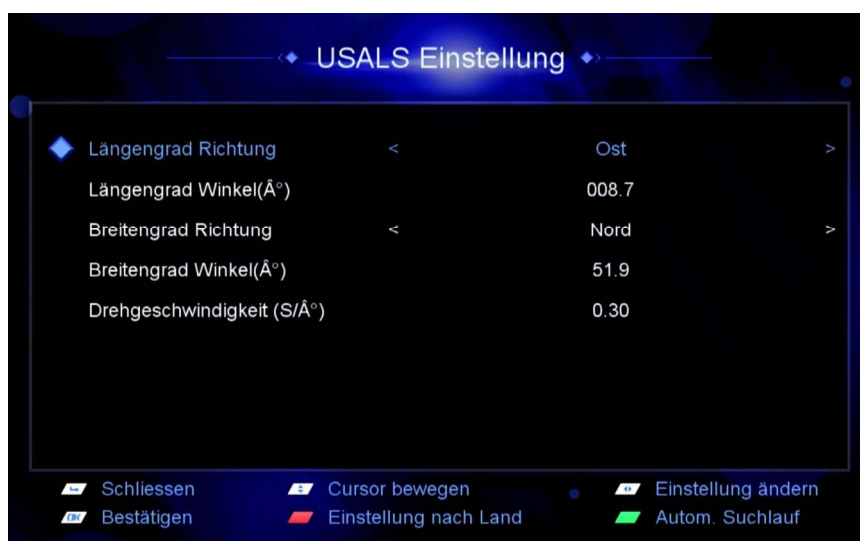 USALS Einstellung
Längengrad Richtung < Ost >
Längengrad Winkel(Â°) 008.7
Breitengrad Richtung < Nord >
Breitengrad Winkel(Â°) 51.9
Drehgeschwindigkeit (S/Â°) 0.30
Schliessen Cursor bewegen Einstellung ändern
OK Bestätigen Einstellung nach Land Autom. Suchlauf